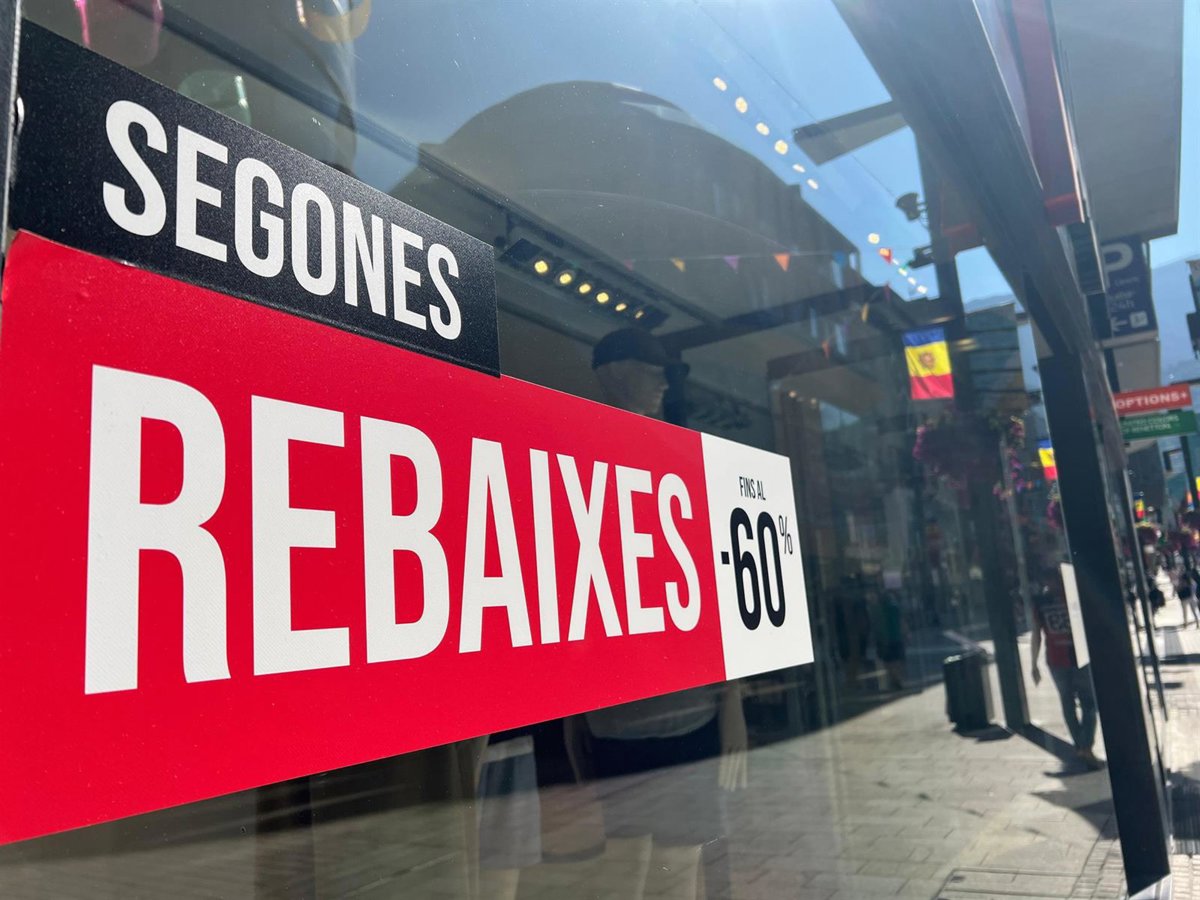 SEGONES
REBAIXES
FINS AL
-60%
P
OPTIONS+